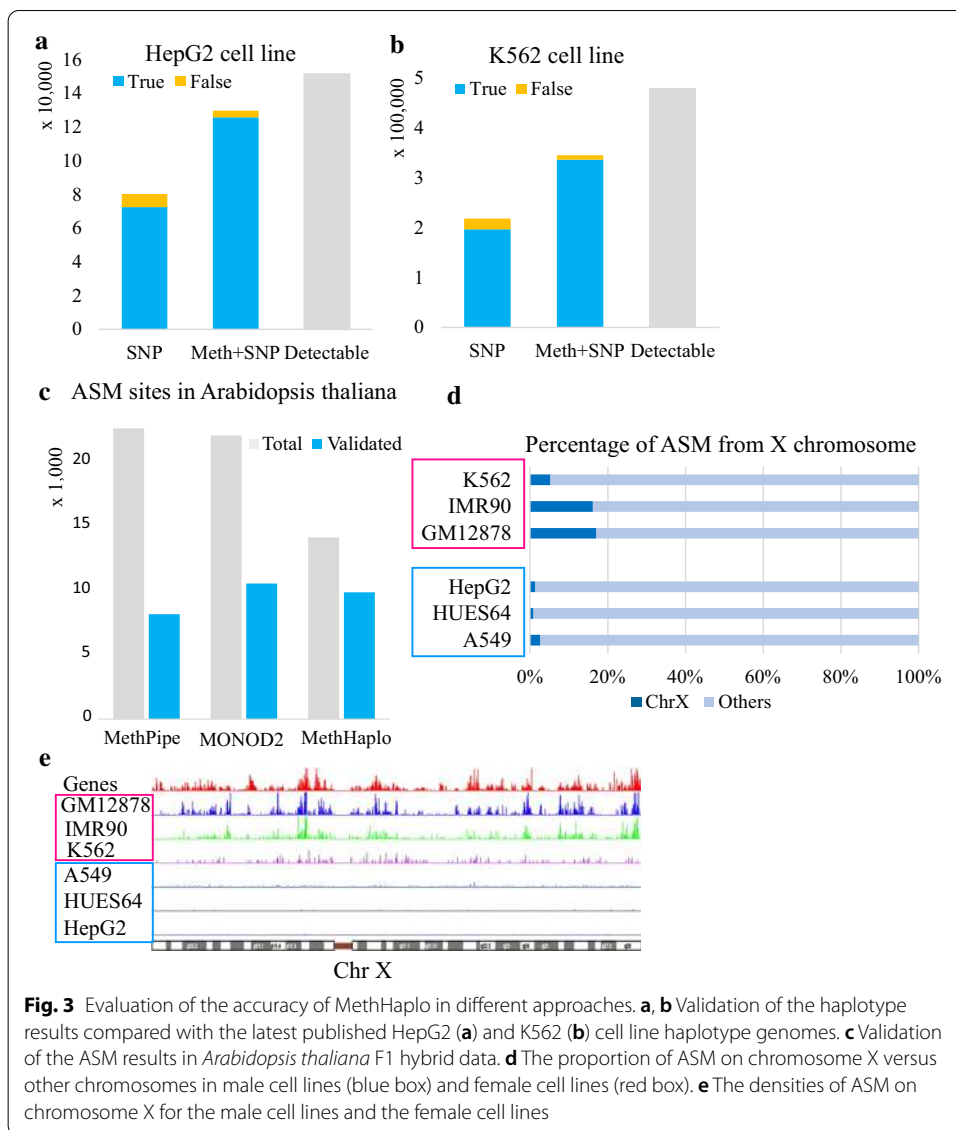 a
HepG2 cell line
True False
x 10,000
16
14
12
10
8
6
4
2
0
SNP Meth+SNP Detectable
b
K562 cell line
True False
x 100,000
5
4
3
2
1
0
SNP Meth+SNP Detectable
c ASM sites in Arabidopsis thaliana
Total Validated
x 1,000
20
15
10
5
0
MethPipe MONOD2 MethHaplo
d
Percentage of ASM from X chromosome
K562
IMR90
GM12878
HepG2
HUES64
A549
0% 20% 40% 60% 80% 100%
ChrX Others
e
Genes
GM12878
IMR90
K562
A549
HUES64
HepG2
Chr X
Fig. 3 Evaluation of the accuracy of MethHaplo in different approaches. a, b Validation of the haplotype
results compared with the latest published HepG2 (a) and K562 (b) cell line haplotype genomes. c Validation
of the ASM results in Arabidopsis thaliana F1 hybrid data. d The proportion of ASM on chromosome X versus
other chromosomes in male cell lines (blue box) and female cell lines (red box). e The densities of ASM on
chromosome X for the male cell lines and the female cell lines